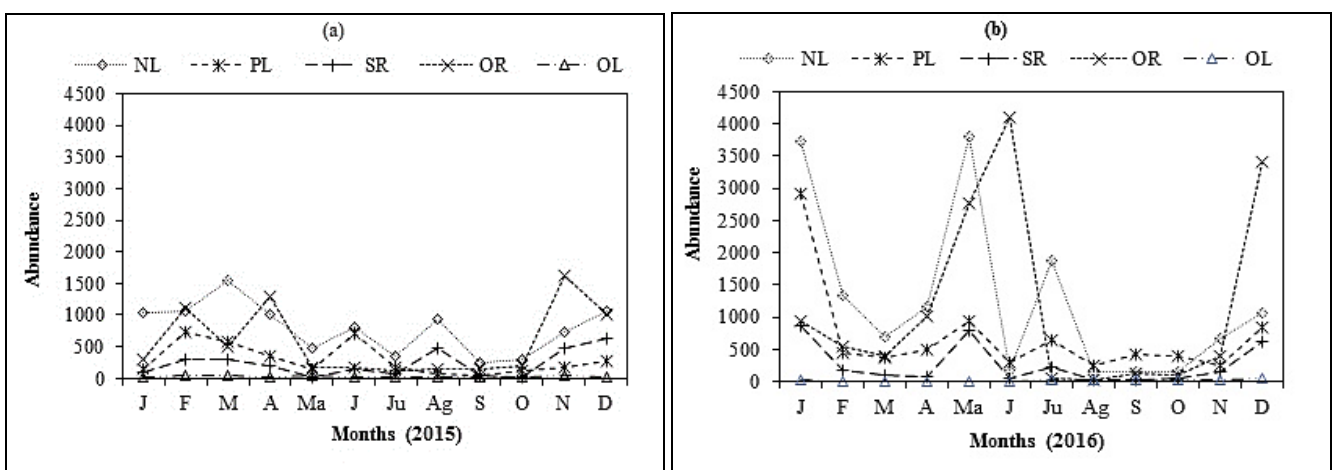 (a)
NL PL SR OR OL
4500
4000
3500
3000
2500
2000
1500
1000
500
0
Abundance
J F M A Ma J Ju Ag S O N D
Months (2015)
(b)
NL PL SR OR OL
4500
4000
3500
3000
2500
2000
1500
1000
500
0
Abundance
J F M A Ma J Ju Ag S O N D
Months (2016)